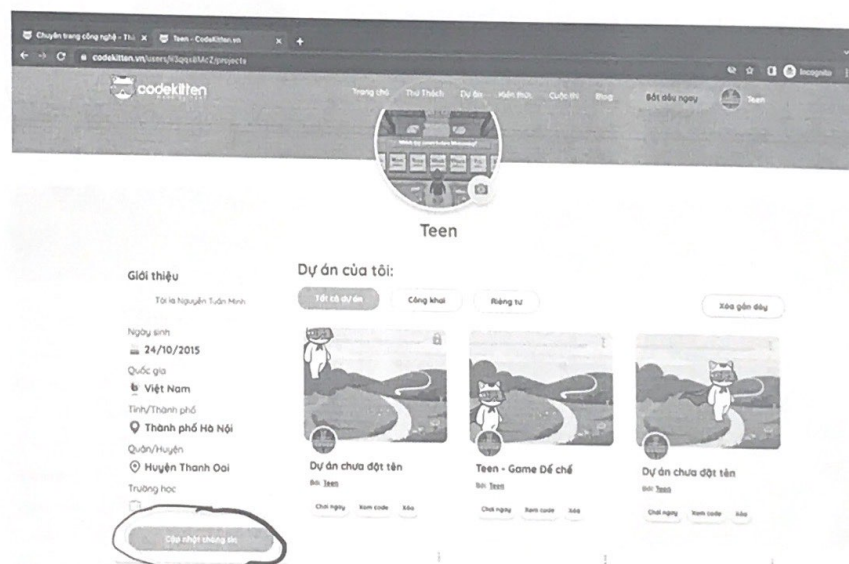 Chuyên trang công nghệ - Thi
Teen - CodeKitten.vn
codekitten.vn/users/
/projects
Incognito
codekitten
Trang chủ
Thử Thách
Dự án
Kiến thức
Cuộc thi
Blog
Bắt đầu ngay
Teen
Teen
Giới thiệu
Tôi là Nguyễn Tuấn Minh
Ngày sinh
24/10/2015
Quốc gia
Việt Nam
Tỉnh/Thành phố
Thành phố Hà Nội
Quận/Huyện
Huyện Thanh Oai
Trường học
Cập nhật thông tin
Dự án của tôi:
Tất cả dự án
Công khai
Riêng tư
Xóa gần đây
Dự án chưa đặt tên
Bởi: Teen
Chơi ngay
Xem code
Xóa
Teen - Game Đế chế
Bởi: Teen
Chơi ngay
Xem code
Xóa
Dự án chưa đặt tên
Bởi: Teen
Chơi ngay
Xem code
Xóa